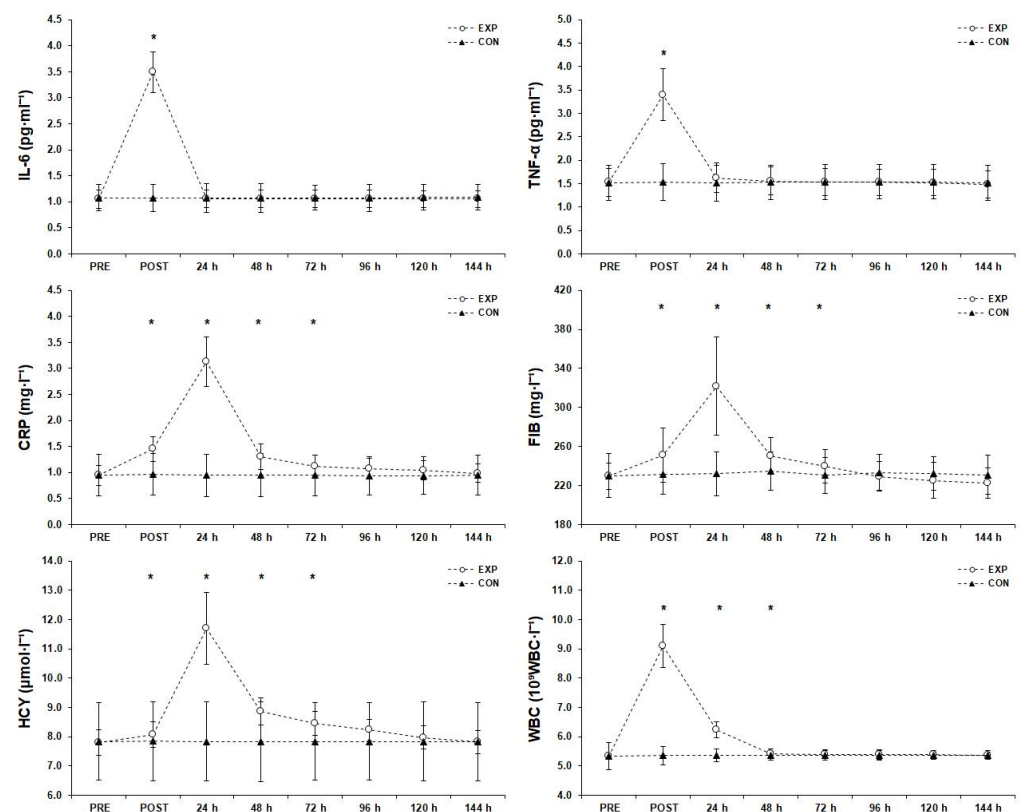 4.5
4.0
3.5
3.0
2.5
2.0
1.5
1.0
0.5
0.0
IL-6 (pg·ml⁻¹)
*
EXP
CON
PRE POST 24 h 48 h 72 h 96 h 120 h 144 h
5.0
4.5
4.0
3.5
3.0
2.5
2.0
1.5
1.0
0.5
0.0
TNF-α (pg·ml⁻¹)
*
EXP
CON
PRE POST 24 h 48 h 72 h 96 h 120 h 144 h
4.5
4.0
3.5
3.0
2.5
2.0
1.5
1.0
0.5
0.0
CRP (mg·l⁻¹)
* * * *
EXP
CON
PRE POST 24 h 48 h 72 h 96 h 120 h 144 h
420
380
340
300
260
220
180
FIB (mg·l⁻¹)
* * * *
EXP
CON
PRE POST 24 h 48 h 72 h 96 h 120 h 144 h
14.0
13.0
12.0
11.0
10.0
9.0
8.0
7.0
6.0
5.0
HCY (μmol·l⁻¹)
* * * *
EXP
CON
PRE POST 24 h 48 h 72 h 96 h 120 h 144 h
12.0
11.0
10.0
9.0
8.0
7.0
6.0
5.0
4.0
WBC (10⁹WBC·l⁻¹)
* * *
EXP
CON
PRE POST 24 h 48 h 72 h 96 h 120 h 144 h